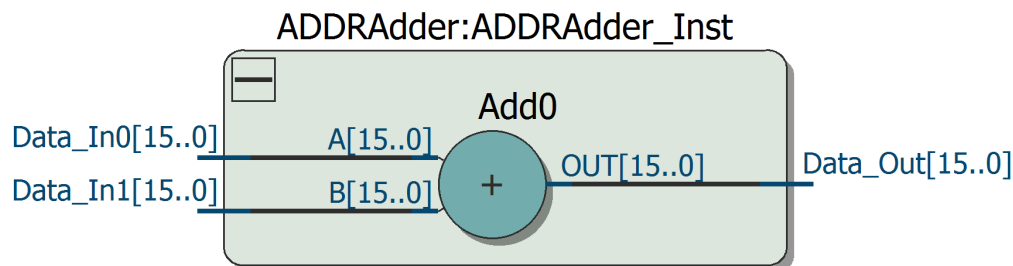 ADDRAdder:ADDRAdder_Inst
Add0
Data_In0[15..0] A[15..0] OUT[15..0] Data_Out[15..0]
Data_In1[15..0] B[15..0] +